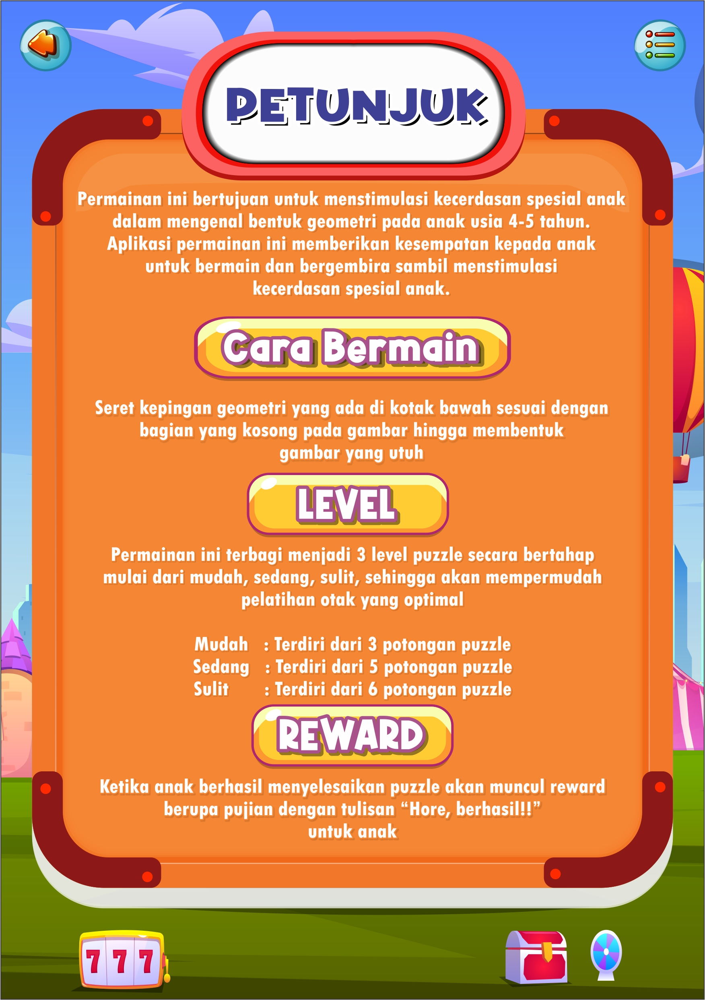 PETUNJUK
Permainan ini bertujuan untuk menstimulasi kecerdasan spesial anak
dalam mengenal bentuk geometri pada anak usia 4-5 tahun.
Aplikasi permainan ini memberikan kesempatan kepada anak
untuk bermain dan bergembira sambil menstimulasi
kecerdasan spesial anak.
Cara Bermain
Seret kepingan geometri yang ada di kotak bawah sesuai dengan
bagian yang kosong pada gambar hingga membentuk
gambar yang utuh
LEVEL
Permainan ini terbagi menjadi 3 level puzzle secara bertahap
mulai dari mudah, sedang, sulit, sehingga akan mempermudah
pelatihan otak yang optimal
Mudah : Terdiri dari 3 potongan puzzle
Sedang : Terdiri dari 5 potongan puzzle
Sulit : Terdiri dari 6 potongan puzzle
REWARD
Ketika anak berhasil menyelesaikan puzzle akan muncul reward
berupa pujian dengan tulisan “Hore, berhasil!!”
untuk anak
777